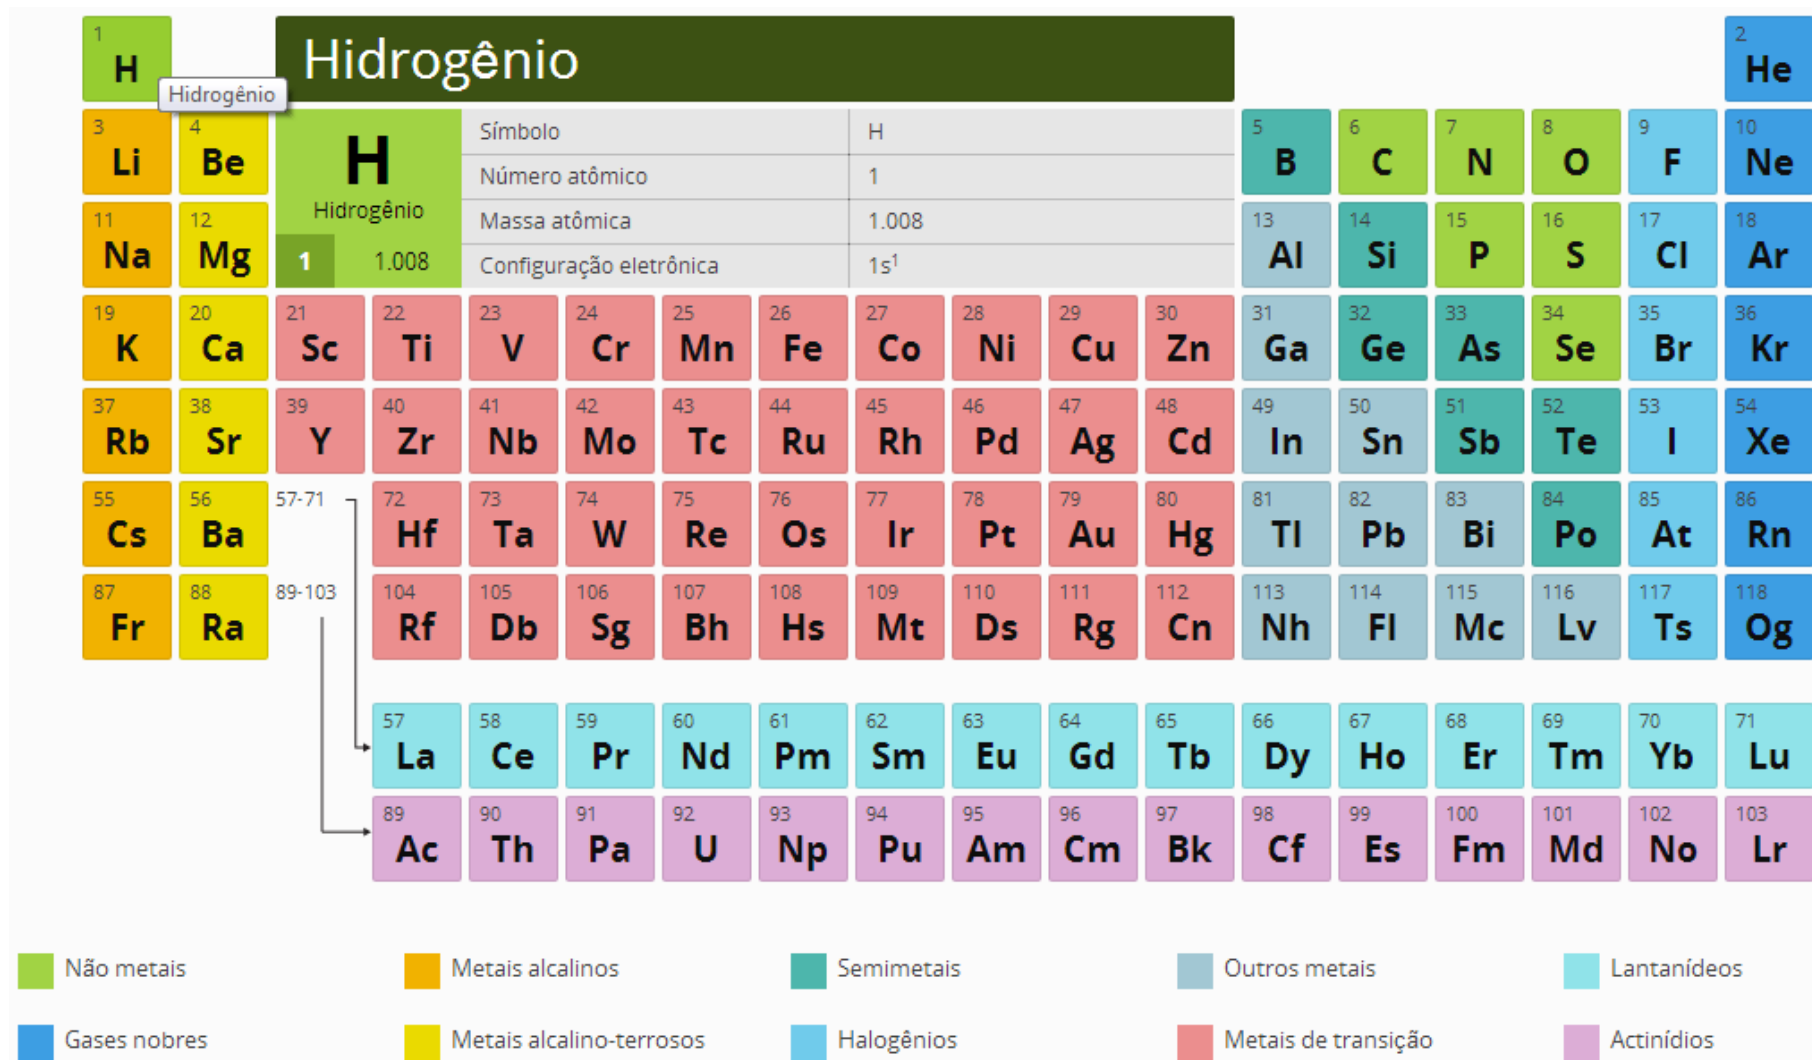 1
H
Hidrogênio
Hidrogênio
2
He
3
Li
4
Be
H
Hidrogênio
1 1.008
Símbolo H
Número atômico 1
Massa atômica 1.008
Configuração eletrônica 1s¹
5 6 7 8 9 10
B C N O F Ne
11 12
Na Mg
13 14 15 16 17 18
Al Si P S Cl Ar
19 20 21 22 23 24 25 26 27 28 29 30 31 32 33 34 35 36
K Ca Sc Ti V Cr Mn Fe Co Ni Cu Zn Ga Ge As Se Br Kr
37 38 39 40 41 42 43 44 45 46 47 48 49 50 51 52 53 54
Rb Sr Y Zr Nb Mo Tc Ru Rh Pd Ag Cd In Sn Sb Te I Xe
55 56 57-71 72 73 74 75 76 77 78 79 80 81 82 83 84 85 86
Cs Ba Hf Ta W Re Os Ir Pt Au Hg Tl Pb Bi Po At Rn
87 88 89-103 104 105 106 107 108 109 110 111 112 113 114 115 116 117 118
Fr Ra Rf Db Sg Bh Hs Mt Ds Rg Cn Nh Fl Mc Lv Ts Og
57 58 59 60 61 62 63 64 65 66 67 68 69 70 71
La Ce Pr Nd Pm Sm Eu Gd Tb Dy Ho Er Tm Yb Lu
89 90 91 92 93 94 95 96 97 98 99 100 101 102 103
Ac Th Pa U Np Pu Am Cm Bk Cf Es Fm Md No Lr
Não metais Metais alcalinos Semimetais Outros metais Lantanídeos
Gases nobres Metais alcalino-terrosos Halogênios Metais de transição Actinídios